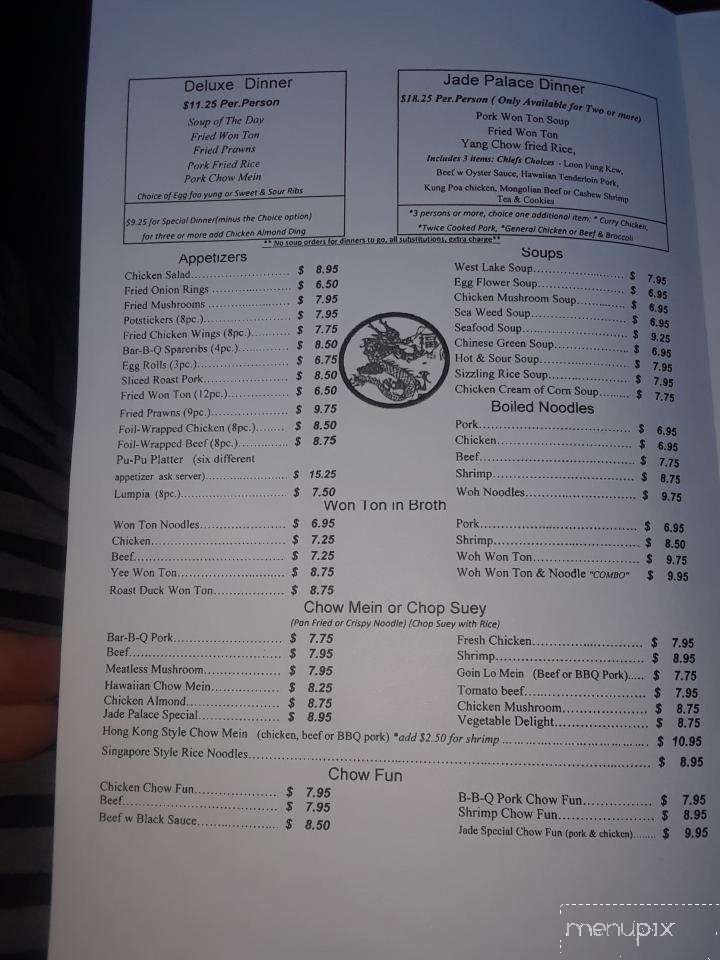 Deluxe Dinner
$11.25 Per.Person
Soup of The Day
Fried Won Ton
Fried Prawns
Pork Fried Rice
Pork Chow Mein
Choice of Egg foo yung or Sweet & Sour Ribs
$9.25 for Special Dinner(minus the Choice option)
for three or more add Chicken Almond Ding
Jade Palace Dinner
$18.25 Per.Person ( Only Available for Two or more)
Pork Won Ton Soup
Fried Won Ton
Yang Chow fried Rice,
Includes 3 items: Chiefs Choices - Loon Fung Kew,
Beef w Oyster Sauce, Hawaiian Tenderloin Pork,
Kung Poa chicken, Mongolian Beef or Cashew Shrimp
Tea & Cookies
*3 persons or more, choice one additional item: * Curry Chicken,
*Twice Cooked Pork, *General Chicken or Beef & Broccoli
** No soup orders for dinners to go, all substitutions, extra charge**
Appetizers
Chicken Salad $ 8.95
Fried Onion Rings $ 6.50
Fried Mushrooms $ 7.95
Potstickers (8pc.) $ 7.95
Fried Chicken Wings (8pc.) $ 7.75
Bar-B-Q Spareribs (4pc.) $ 8.50
Egg Rolls (3pc.) $ 6.75
Sliced Roast Pork $ 8.50
Fried Won Ton (12pc.) $ 6.50
Fried Prawns (9pc.) $ 9.75
Foil-Wrapped Chicken (8pc.) $ 8.50
Foil-Wrapped Beef (8pc.) $ 8.75
Pu-Pu Platter (six different
appetizer ask server) $ 15.25
Lumpia (8pc.) $ 7.50
福
Soups
West Lake Soup $ 7.95
Egg Flower Soup $ 6.95
Chicken Mushroom Soup $ 6.95
Sea Weed Soup $ 6.95
Seafood Soup $ 9.25
Chinese Green Soup $ 6.95
Hot & Sour Soup $ 7.95
Sizzling Rice Soup $ 7.95
Chicken Cream of Corn Soup $ 7.75
Boiled Noodles
Pork $ 6.95
Chicken $ 6.95
Beef $ 7.75
Shrimp $ 8.75
Woh Noodles $ 9.75
Won Ton in Broth
Won Ton Noodles $ 6.95
Chicken $ 7.25
Beef $ 7.25
Yee Won Ton $ 8.75
Roast Duck Won Ton $ 8.75
Pork $ 6.95
Shrimp $ 8.50
Woh Won Ton $ 9.75
Woh Won Ton & Noodle "COMBO" $ 9.95
Chow Mein or Chop Suey
(Pan Fried or Crispy Noodle) (Chop Suey with Rice)
Bar-B-Q Pork $ 7.75
Beef $ 7.95
Meatless Mushroom $ 7.95
Hawaiian Chow Mein $ 8.25
Chicken Almond $ 8.75
Jade Palace Special $ 8.95
Fresh Chicken $ 7.95
Shrimp $ 8.95
Goin Lo Mein (Beef or BBQ Pork) $ 7.75
Tomato beef $ 7.95
Chicken Mushroom $ 8.75
Vegetable Delight $ 8.75
Hong Kong Style Chow Mein (chicken, beef or BBQ pork) *add $2.50 for shrimp $ 10.95
Singapore Style Rice Noodles $ 8.95
Chow Fun
Chicken Chow Fun $ 7.95
Beef $ 7.95
Beef w Black Sauce $ 8.50
B-B-Q Pork Chow Fun $ 7.95
Shrimp Chow Fun $ 8.95
Jade Special Chow Fun (pork & chicken) $ 9.95
menupix